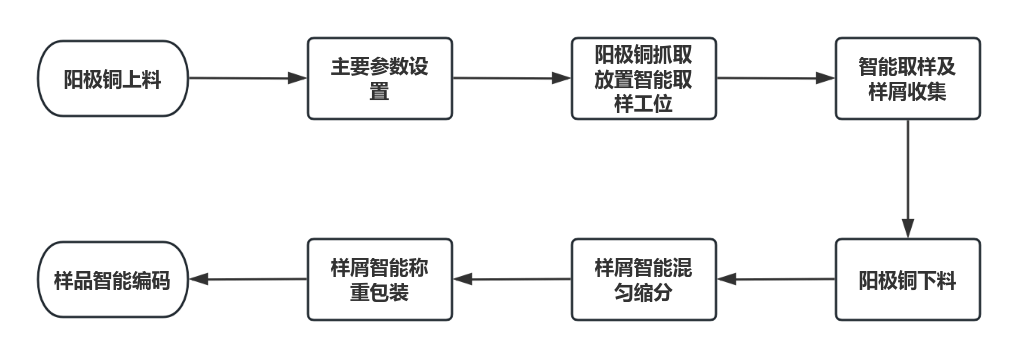 阳极铜上料
主要参数设
置
阳极铜抓取
放置智能取
样工位
智能取样及
样屑收集
阳极铜下料
样屑智能混
匀缩分
样屑智能称
重包装
样品智能编码